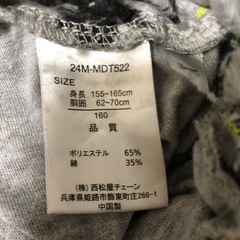 24M-MDT522
SIZE
身長 155~165cm
胴囲 62~70cm
160
品質
ポリエステル 65%
綿 35%
(株)西松屋チェーン
兵庫県姫路市飾東町庄266-1
中国製